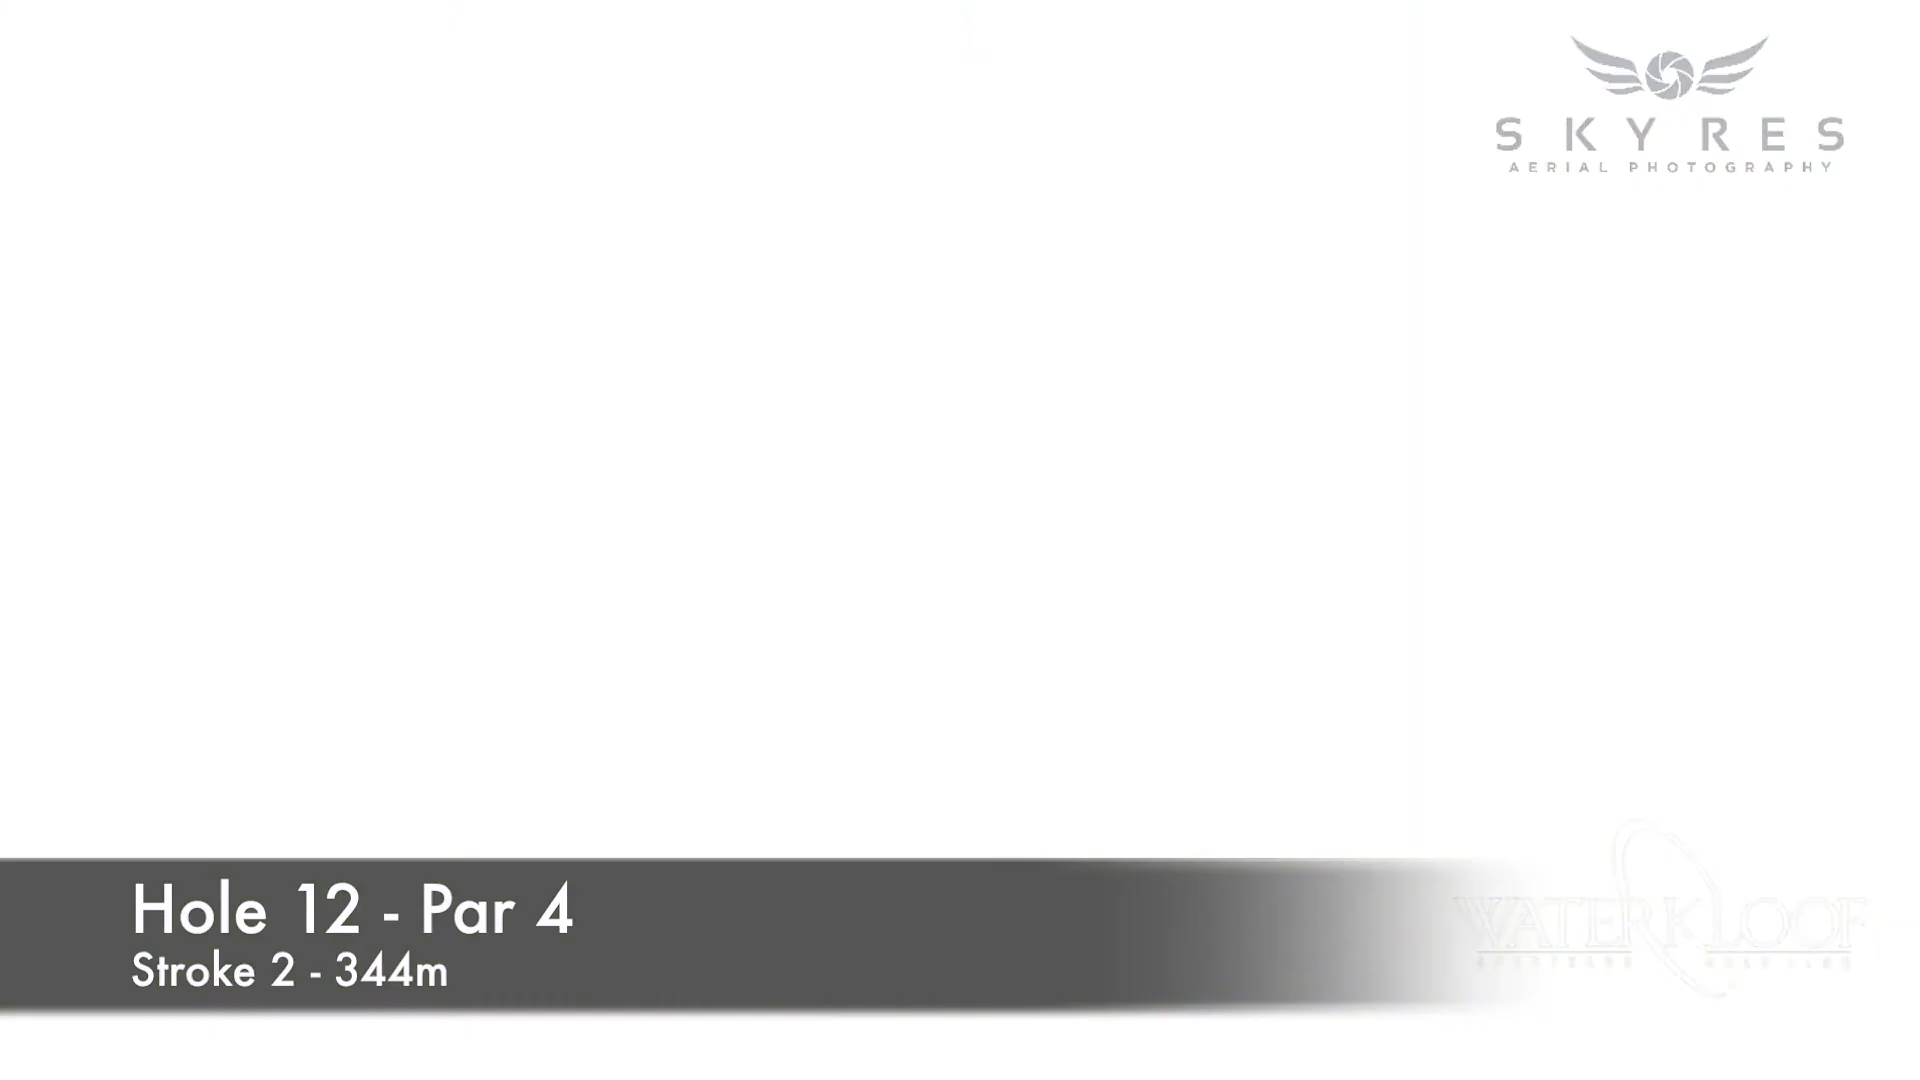 SKYRES
AERIAL PHOTOGRAPHY
Hole 12 - Par 4
Stroke 2 - 344m
WATERKLOOF